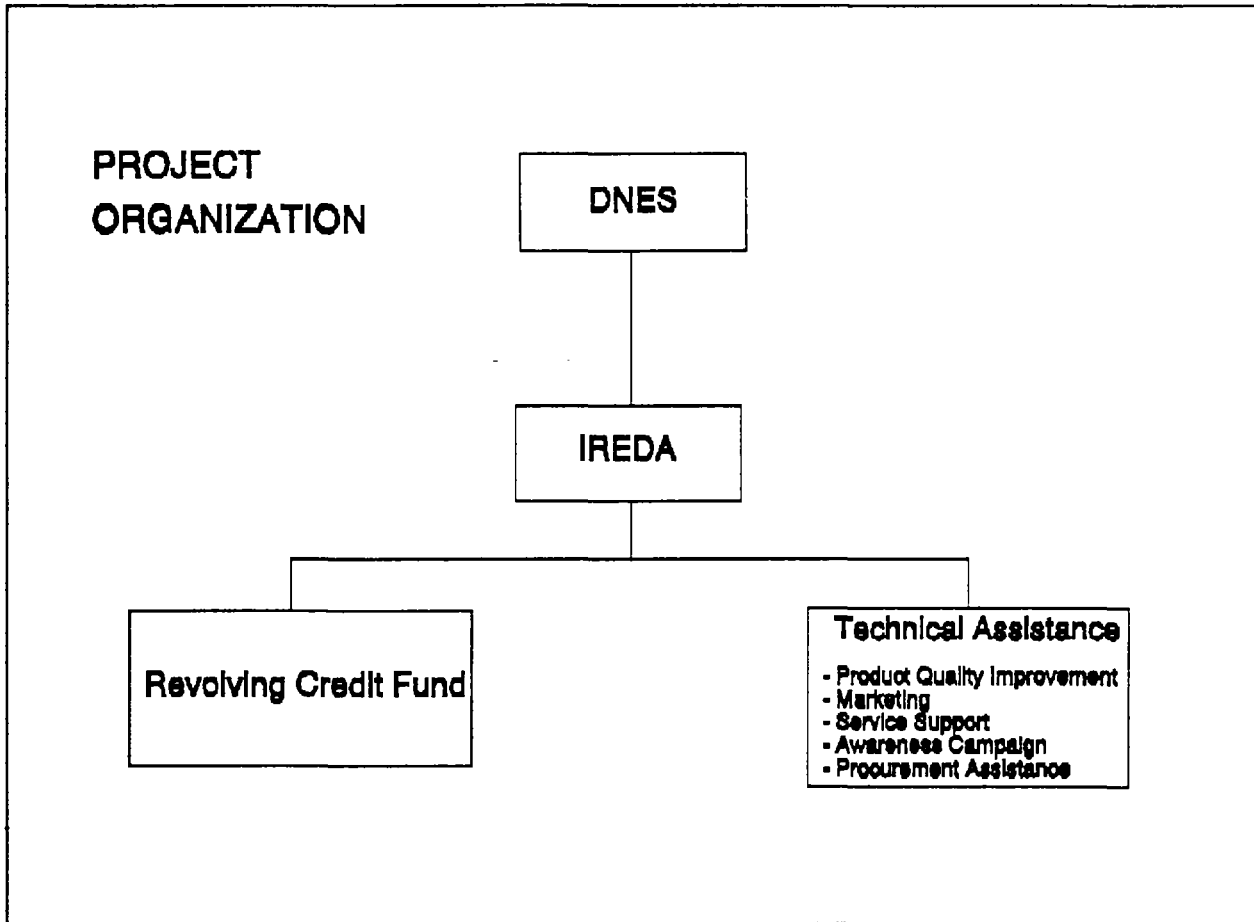 PROJECT
ORGANIZATION
DNES
IREDA
Revolving Credit Fund
Technical Assistance
- Product Quality Improvement
- Marketing
- Service Support
- Awareness Campaign
- Procurement Assistance